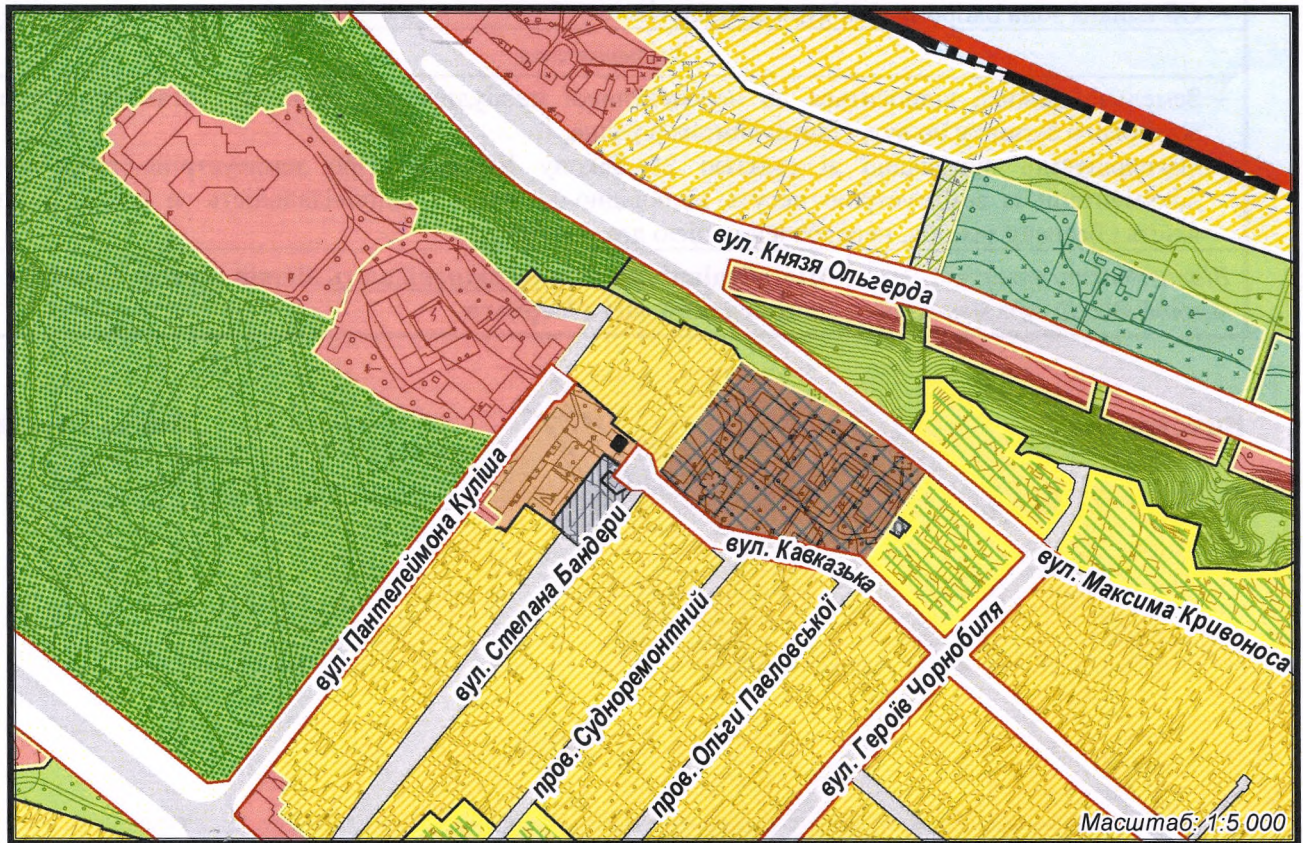 вул. Князя Ольгерда
вул. Пантелеймона Куліша
вул. Степана Бандери
вул. Кавказька
вул. Максима Кривоноса
пров. Судноремонтний
пров. Ольги Павловської
вул. Героїв Чорнобиля
Масштаб: 1:5 000